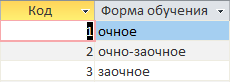 Код Форма обучения
1 очное
2 очно-заочное
3 заочное